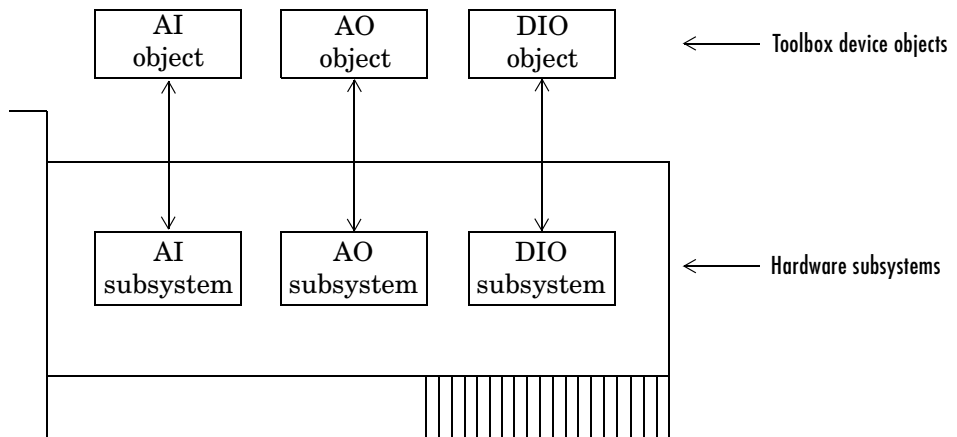 AI
object
AO
object
DIO
object
Toolbox device objects
AI
subsystem
AO
subsystem
DIO
subsystem
Hardware subsystems